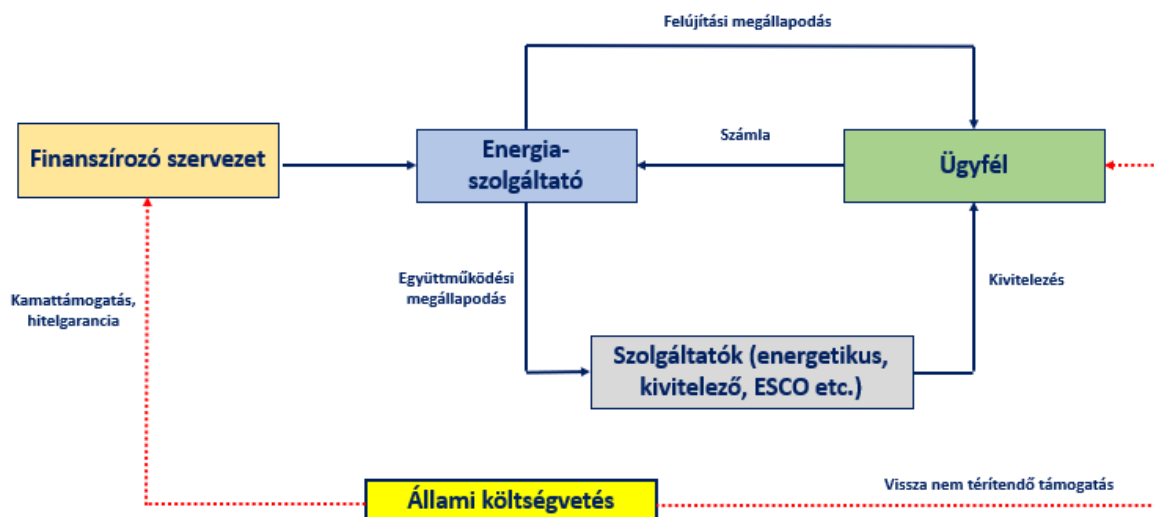 Felújítási megállapodás
Finanszírozó szervezet
Energia-
szolgáltató
Számla
Ügyfél
Együttműködési
megállapodás
Kivitelezés
Kamattámogatás,
hitelgarancia
Szolgáltatók (energetikus,
kivitelező, ESCO etc.)
Állami költségvetés
Vissza nem térítendő támogatás